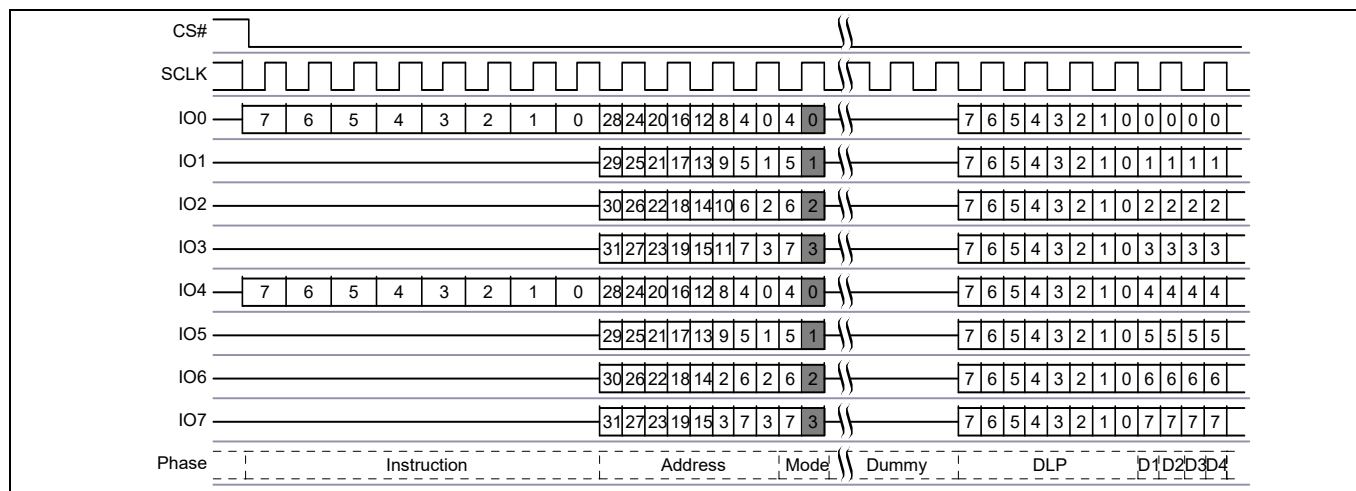 CS#
SCLK
IO0 7 6 5 4 3 2 1 0 28 24 20 16 12 8 4 0 4 0 7 6 5 4 3 2 1 0 0 0 0 0
IO1 29 25 21 17 13 9 5 1 5 1 7 6 5 4 3 2 1 0 1 1 1 1
IO2 30 26 22 18 14 10 6 2 6 2 7 6 5 4 3 2 1 0 2 2 2 2
IO3 31 27 23 19 15 11 7 3 7 3 7 6 5 4 3 2 1 0 3 3 3 3
IO4 7 6 5 4 3 2 1 0 28 24 20 16 12 8 4 0 4 0 7 6 5 4 3 2 1 0 4 4 4 4
IO5 29 25 21 17 13 9 5 1 5 1 7 6 5 4 3 2 1 0 5 5 5 5
IO6 30 26 22 18 14 2 6 2 6 2 7 6 5 4 3 2 1 0 6 6 6 6
IO7 31 27 23 19 15 3 7 3 7 3 7 6 5 4 3 2 1 0 7 7 7 7
Phase Instruction Address Mode Dummy DLP D1 D2 D3 D4